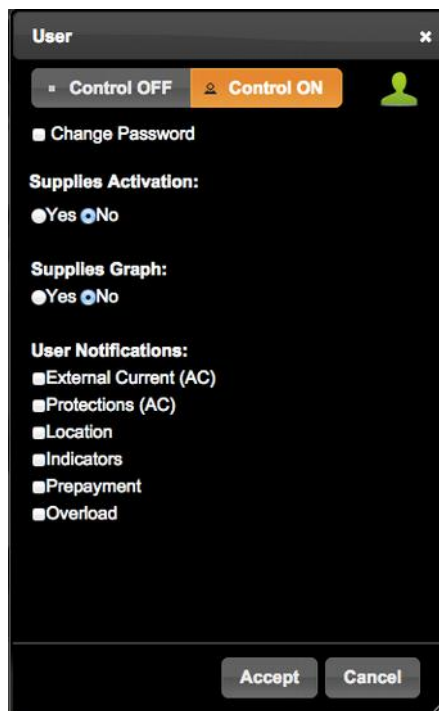 User
Control OFF Control ON
Change Password
Supplies Activation:
Yes No
Supplies Graph:
Yes No
User Notifications:
External Current (AC)
Protections (AC)
Location
Indicators
Prepayment
Overload
Accept Cancel